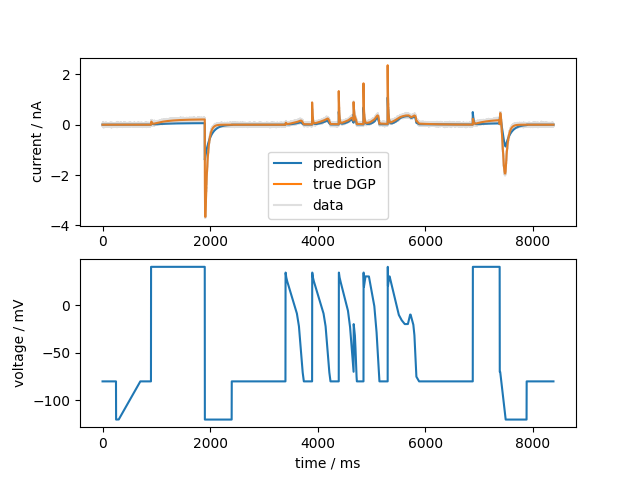 current / nA
2
0
−2
−4
prediction
true DGP
data
0
2000
4000
6000
8000
voltage / mV
0
−50
−100
0
2000
4000
6000
8000
time / ms